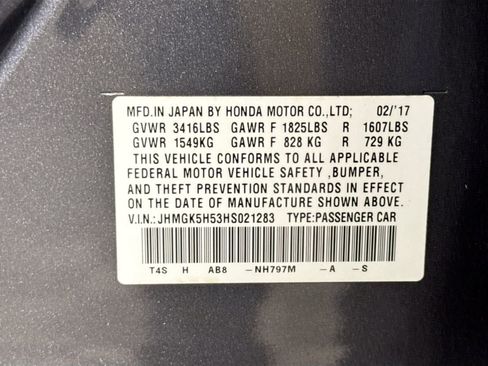 MFD.IN JAPAN BY HONDA MOTOR CO.,LTD; 02/'17
GVWR 3416LBS GAWR F 1825LBS R 1607LBS
GVWR 1549KG GAWR F 828 KG R 729 KG
THIS VEHICLE CONFORMS TO ALL APPLICABLE
FEDERAL MOTOR VEHICLE SAFETY ,BUMPER,
AND THEFT PREVENTION STANDARDS IN EFFECT
ON THE DATE OF MANUFACTURE SHOWN ABOVE.
V.I.N.: JHMGK5H53HS021283 TYPE:PASSENGER CAR
T4S H AB8 -NH797M -A -S